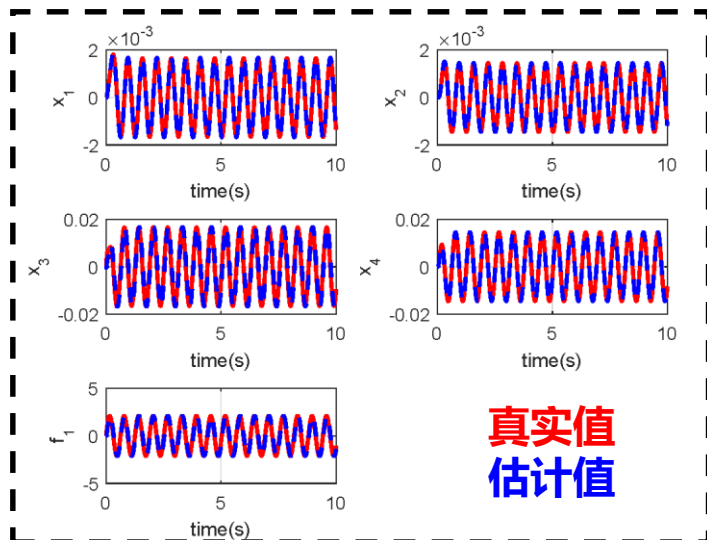 ×10⁻³
2
x₁
0
-2
0 5 10
time(s)
×10⁻³
2
x₂
0
-2
0 5 10
time(s)
0.02
x₃
0
-0.02
0 5 10
time(s)
0.02
x₄
0
-0.02
0 5 10
time(s)
5
f₁
0
-5
0 5 10
time(s)
真实值
估计值